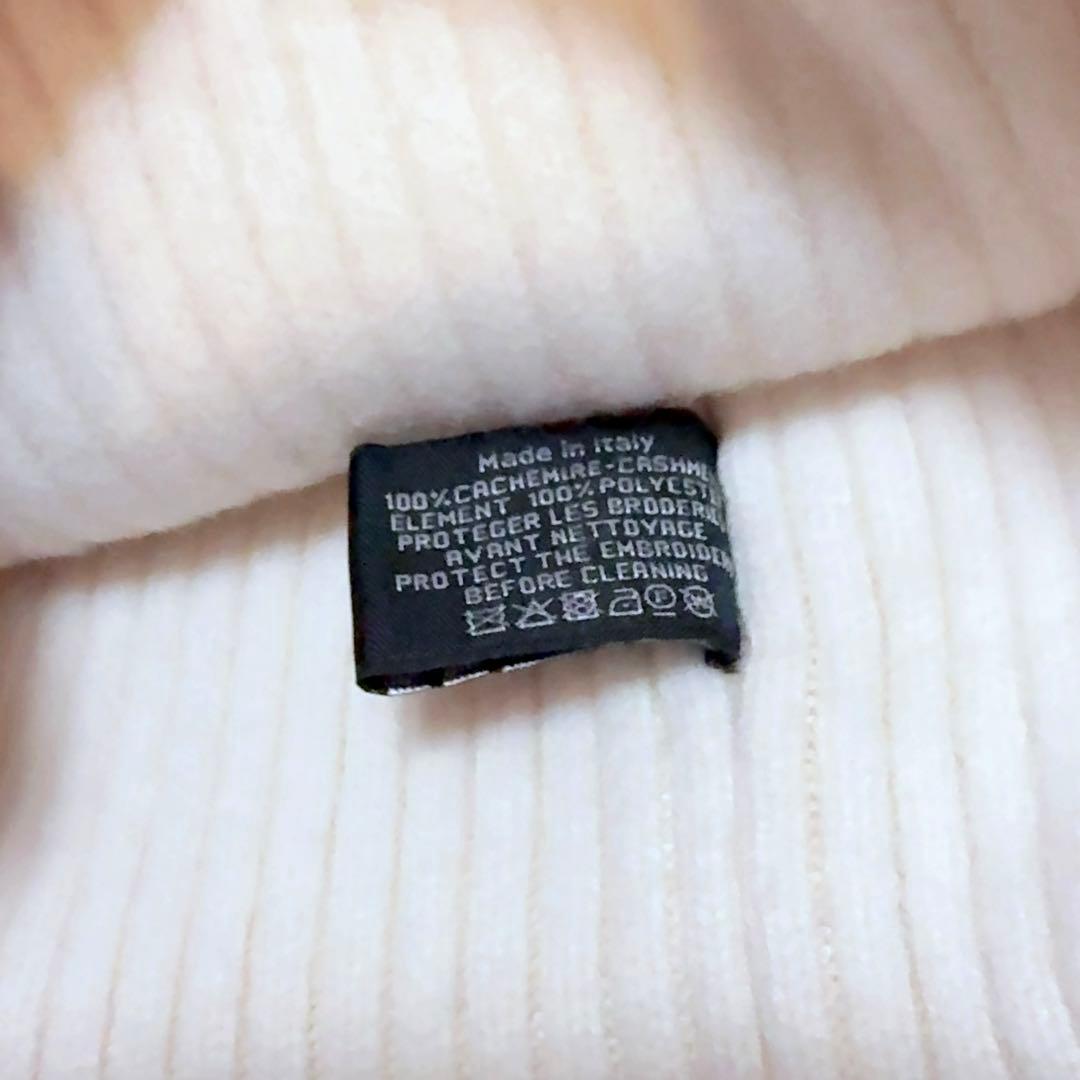 Made in Italy
100% CACHEMIRE-CASHME
ELEMENT 100% POLYEST
PROTEGER LES BRODERIE
AVANT NETTOYAGE
PROTECT THE EMBROIDER
BEFORE CLEANING